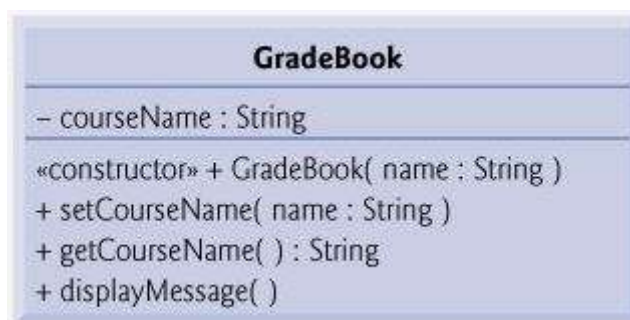 GradeBook
– courseName : String
«constructor» + GradeBook( name : String )
+ setCourseName( name : String )
+ getCourseName( ) : String
+ displayMessage( )